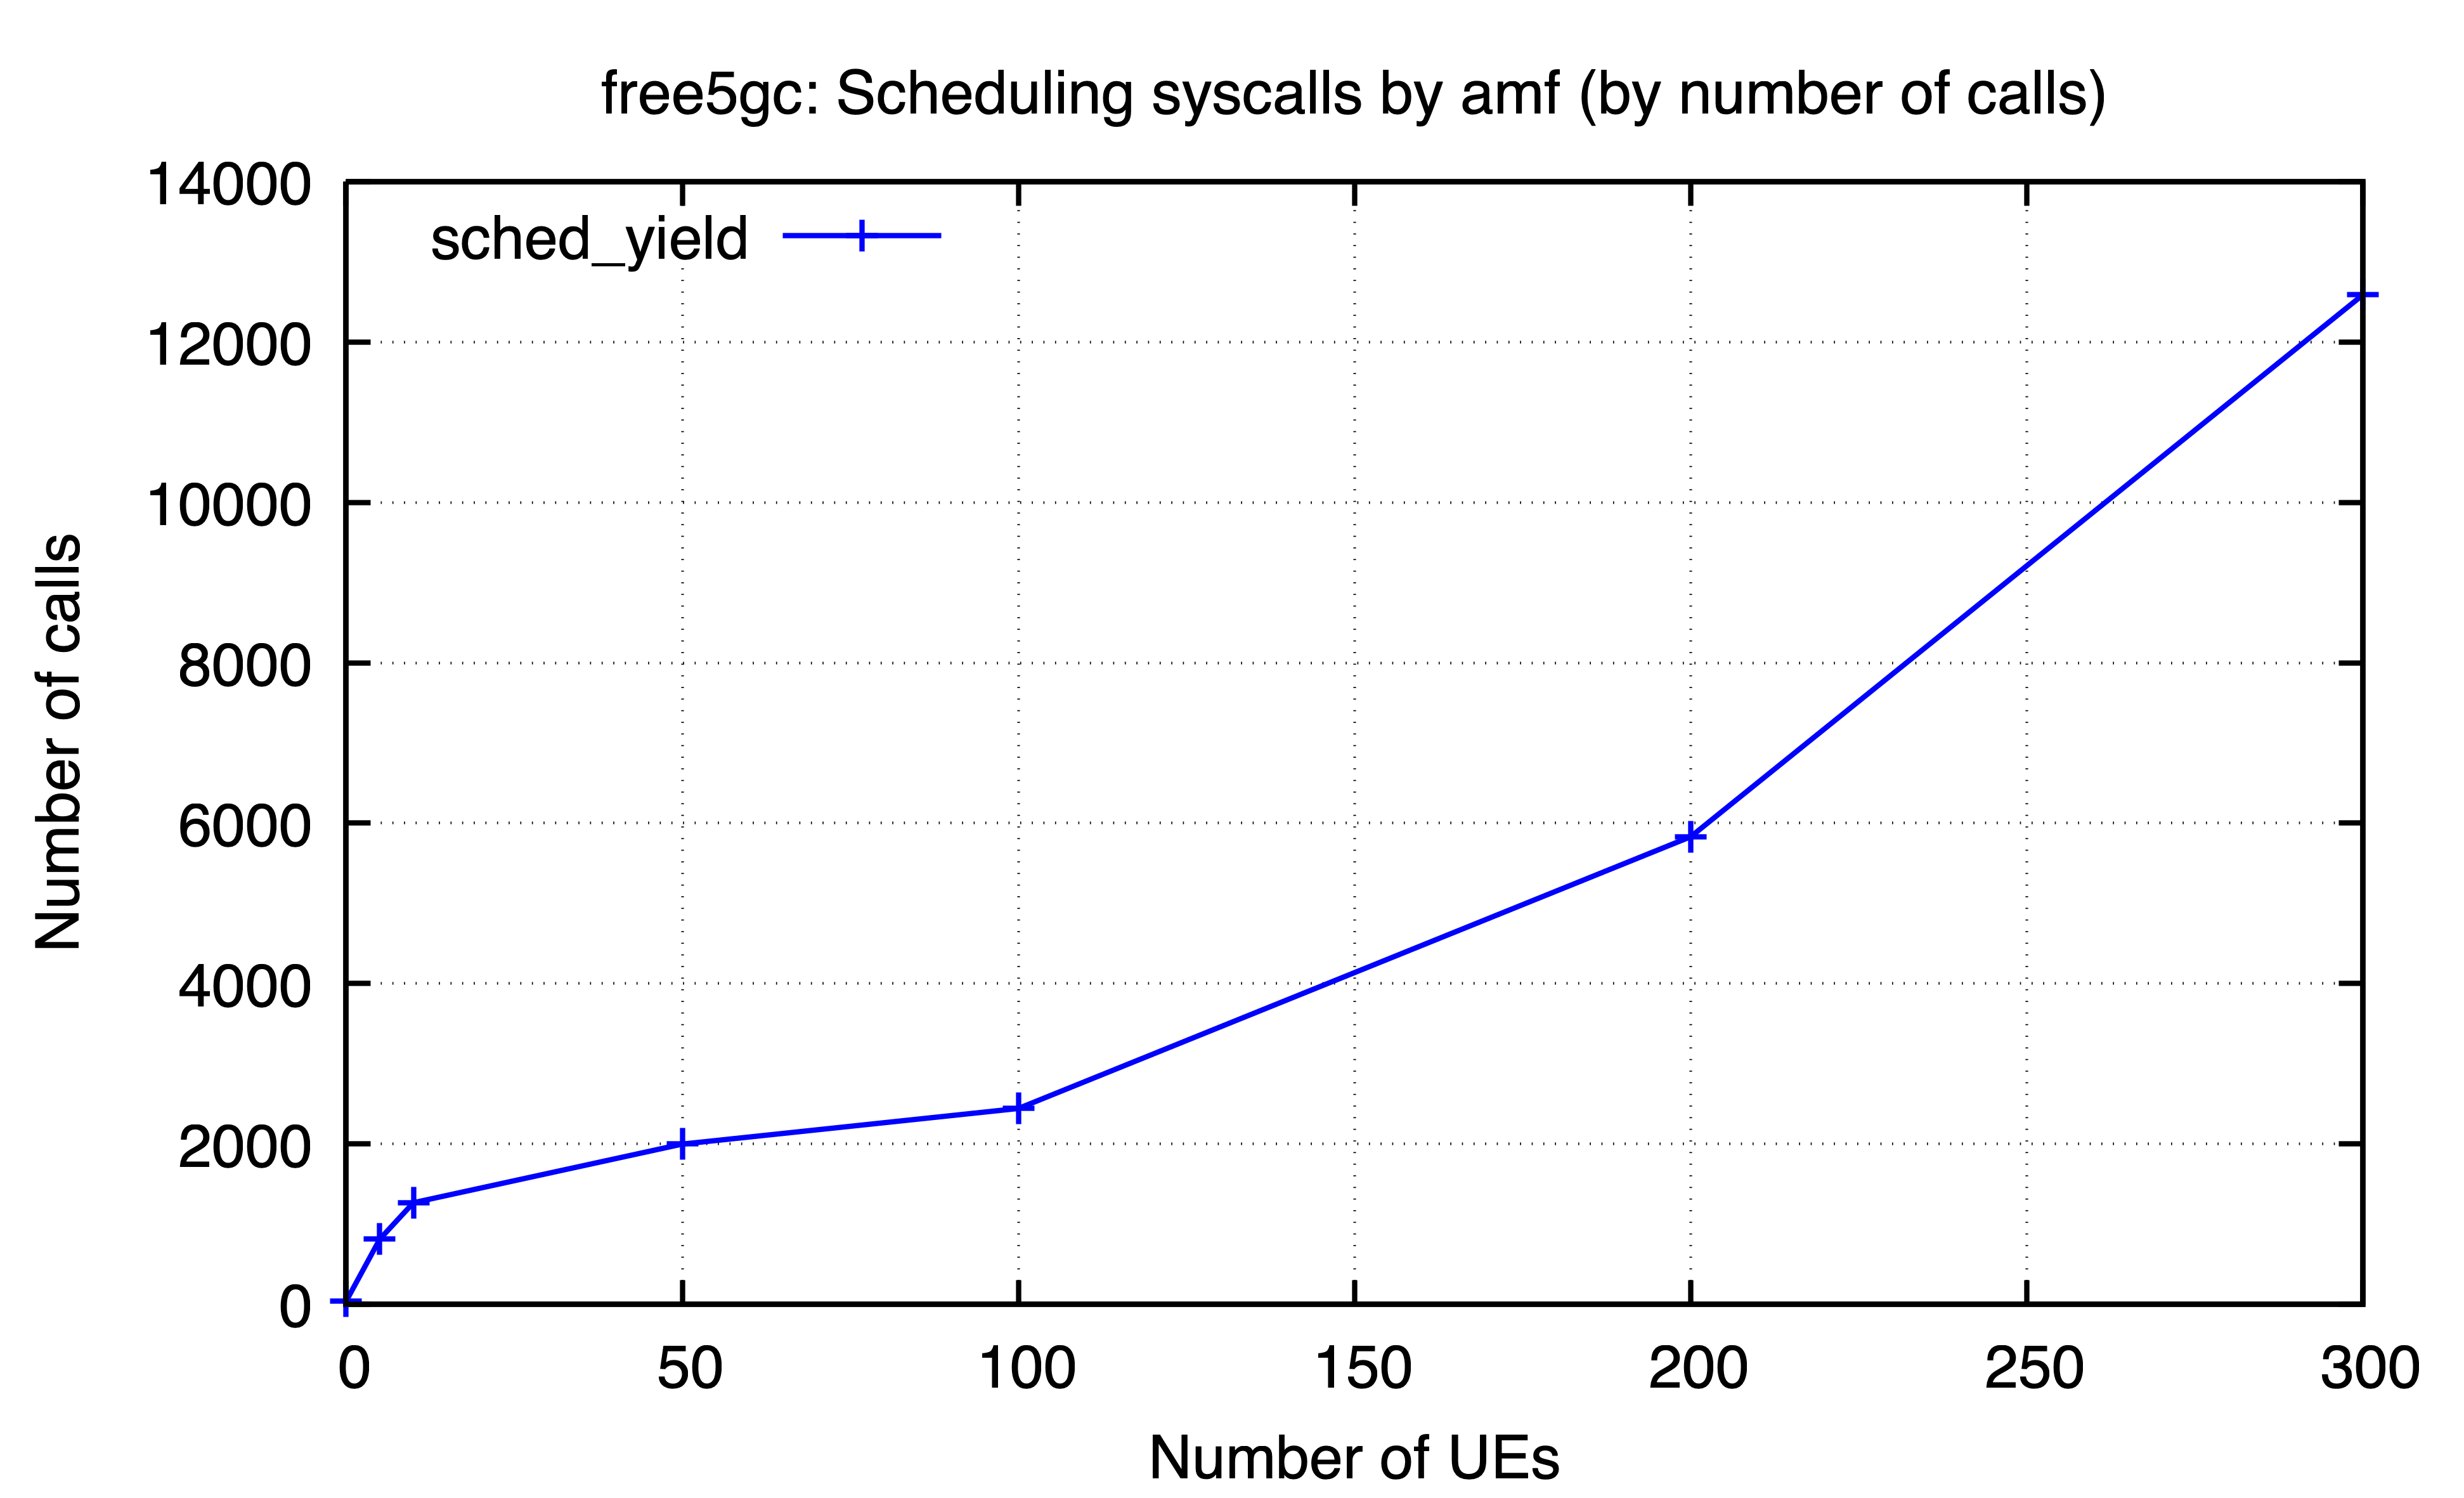 free5gc: Scheduling syscalls by amf (by number of calls)
14000
sched_yield
12000
10000
8000
6000
4000
2000
0
Number of calls
0 50 100 150 200 250 300
Number of UEs